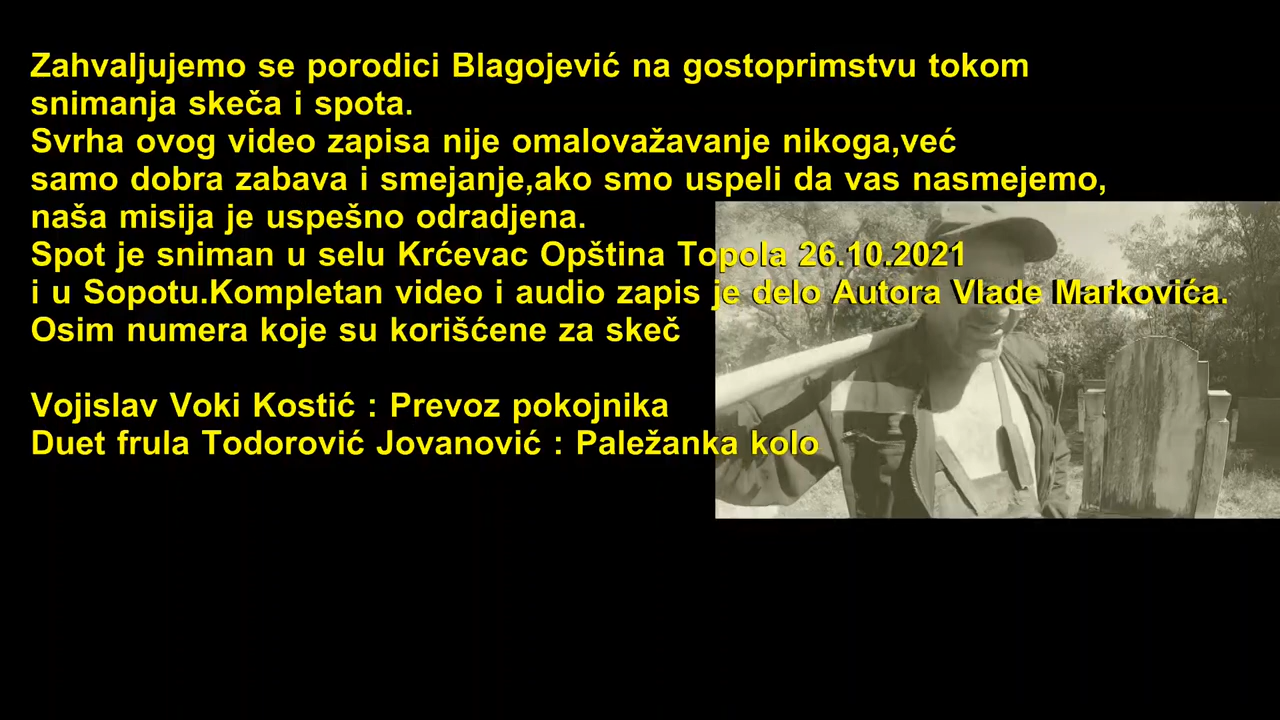 Zahvaljujemo se porodici Blagojević na gostoprimstvu tokom
snimanja skeča i spota.
Svrha ovog video zapisa nije omalovažavanje nikoga,već
samo dobra zabava i smejanje,ako smo uspeli da vas nasmejemo,
naša misija je uspešno odradjena.
Spot je sniman u selu Krćevac Opština Topola 26.10.2021
i u Sopotu.Kompletan video i audio zapis je delo Autora Vlade Markovića.
Osim numera koje su korišćene za skeč
Vojislav Voki Kostić : Prevoz pokojnika
Duet frula Todorović Jovanović : Paležanka kolo